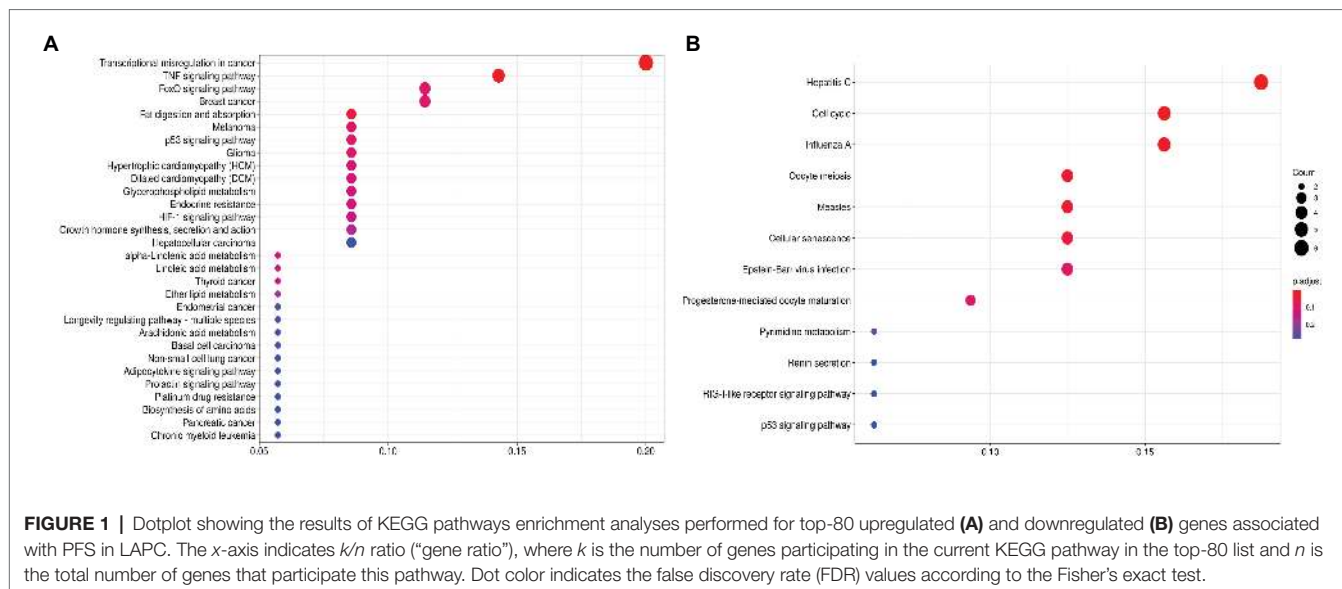 A
Transcriptional misregulation in cancer
TNF signaling pathway
FoxO signaling pathway
Breast cancer
Fat digestion and absorption
Melanoma
p53 signaling pathway
Glioma
Hypertrophic cardiomyopathy (HCM)
Dilated cardiomyopathy (DCM)
Glycerophospholipid metabolism
Endocrine resistance
HIF-1 signaling pathway
Growth hormone synthesis, secretion and action
Hepatocellular carcinoma
alpha-Linolenic acid metabolism
Linoleic acid metabolism
Thyroid cancer
Ether lipid metabolism
Endometrial cancer
Longevity regulating pathway - multiple species
Arachidonic acid metabolism
Basal cell carcinoma
Non-small cell lung cancer
Adipocytokine signaling pathway
Prolactin signaling pathway
Platinum drug resistance
Biosynthesis of amino acids
Pancreatic cancer
Chronic myeloid leukemia
0.05 0.10 0.15 0.20
B
Hepatitis C
Cell cycle
Influenza A
Oocyte meiosis
Measles
Cellular senescence
Epstein-Barr virus infection
Progesterone-mediated oocyte maturation
Pyrimidine metabolism
Renin secretion
RIG-I-like receptor signaling pathway
p53 signaling pathway
0.10 0.15
Count
2
3
4
5
6
p.adjust
0.1
0.2
FIGURE 1 | Dotplot showing the results of KEGG pathways enrichment analyses performed for top-80 upregulated (A) and downregulated (B) genes associated
with PFS in LAPC. The x-axis indicates k/n ratio (“gene ratio”), where k is the number of genes participating in the current KEGG pathway in the top-80 list and n is
the total number of genes that participate this pathway. Dot color indicates the false discovery rate (FDR) values according to the Fisher’s exact test.